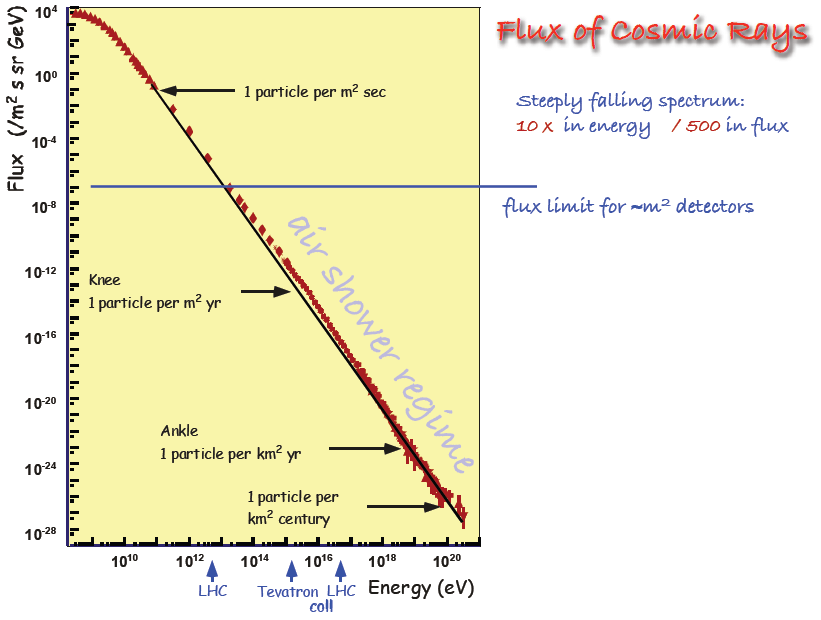 Flux of Cosmic Rays
Steeply falling spectrum:
10 x in energy / 500 in flux
flux limit for ~m² detectors
Flux (/m² s sr GeV)
10⁴
10⁰
10⁻⁴
10⁻⁸
10⁻¹²
10⁻¹⁶
10⁻²⁰
10⁻²⁴
10⁻²⁸
1 particle per m² sec
air shower regime
Knee
1 particle per m² yr
Ankle
1 particle per km² yr
1 particle per
km² century
10¹⁰ 10¹² 10¹⁴ 10¹⁶ 10¹⁸ 10²⁰
LHC Tevatron LHC
coll
Energy (eV)